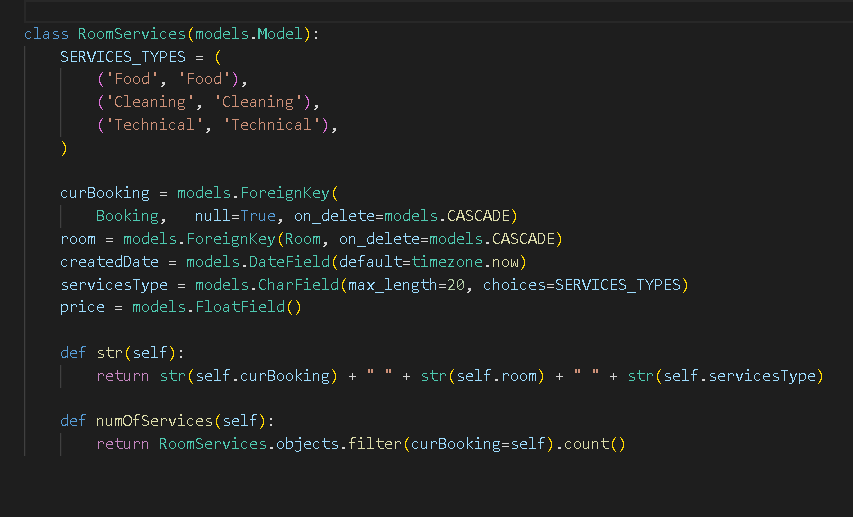 class RoomServices(models.Model):
    SERVICES_TYPES = (
        ('Food', 'Food'),
        ('Cleaning', 'Cleaning'),
        ('Technical', 'Technical'),
    )
    curBooking = models.ForeignKey(
        Booking,   null=True, on_delete=models.CASCADE)
    room = models.ForeignKey(Room, on_delete=models.CASCADE)
    createdDate = models.DateField(default=timezone.now)
    servicesType = models.CharField(max_length=20, choices=SERVICES_TYPES)
    price = models.FloatField()
    def str(self):
        return str(self.curBooking) + " " + str(self.room) + " " + str(self.servicesType)
    def numOfServices(self):
        return RoomServices.objects.filter(curBooking=self).count()